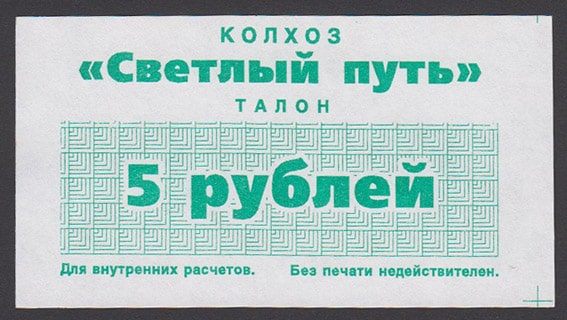 КОЛХОЗ
«Светлый путь»
ТАЛОН
5 рублей
Для внутренних расчетов. Без печати недействителен.